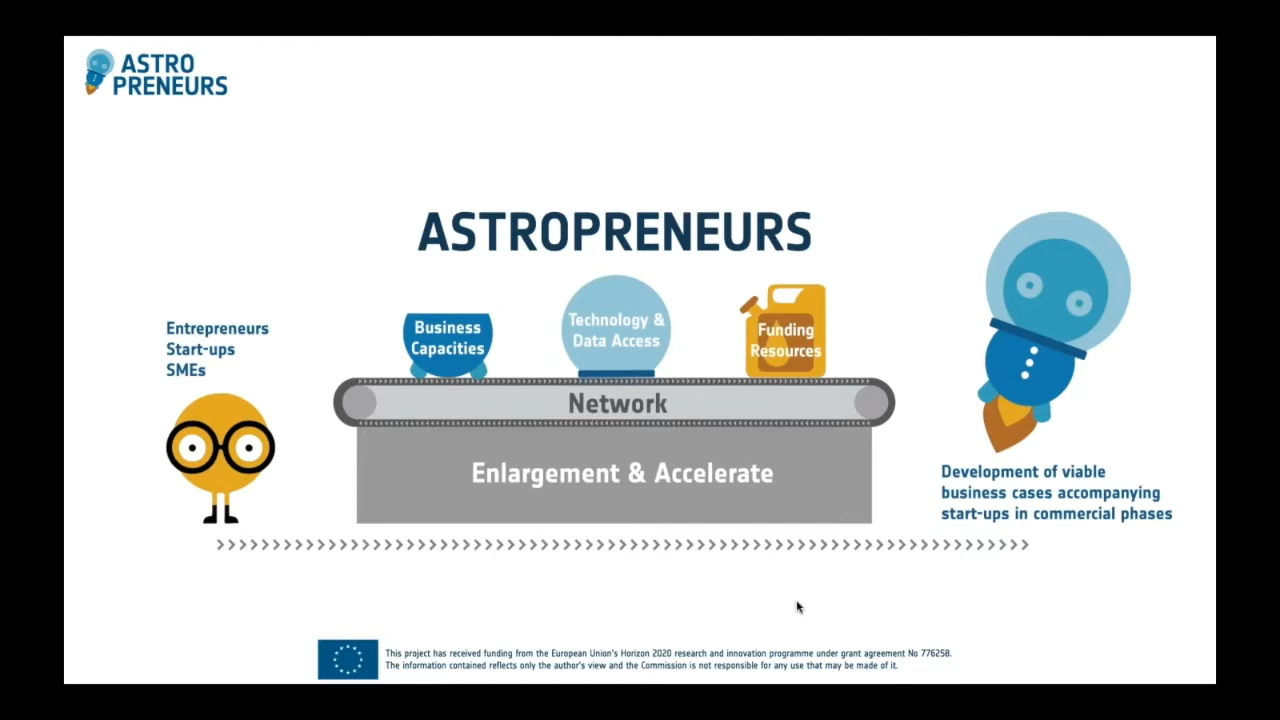 ASTRO
PRENEURS
ASTROPRENEURS
Entrepreneurs
Start-ups
SMEs
Business
Capacities
Technology &
Data Access
Funding
Resources
Network
Enlargement & Accelerate
Development of viable
business cases accompanying
start-ups in commercial phases
This project has received funding from the European Union's Horizon 2020 research and innovation programme under grant agreement No 776258.
The information contained reflects only the author's view and the Commission is not responsible for any use that may be made of it.